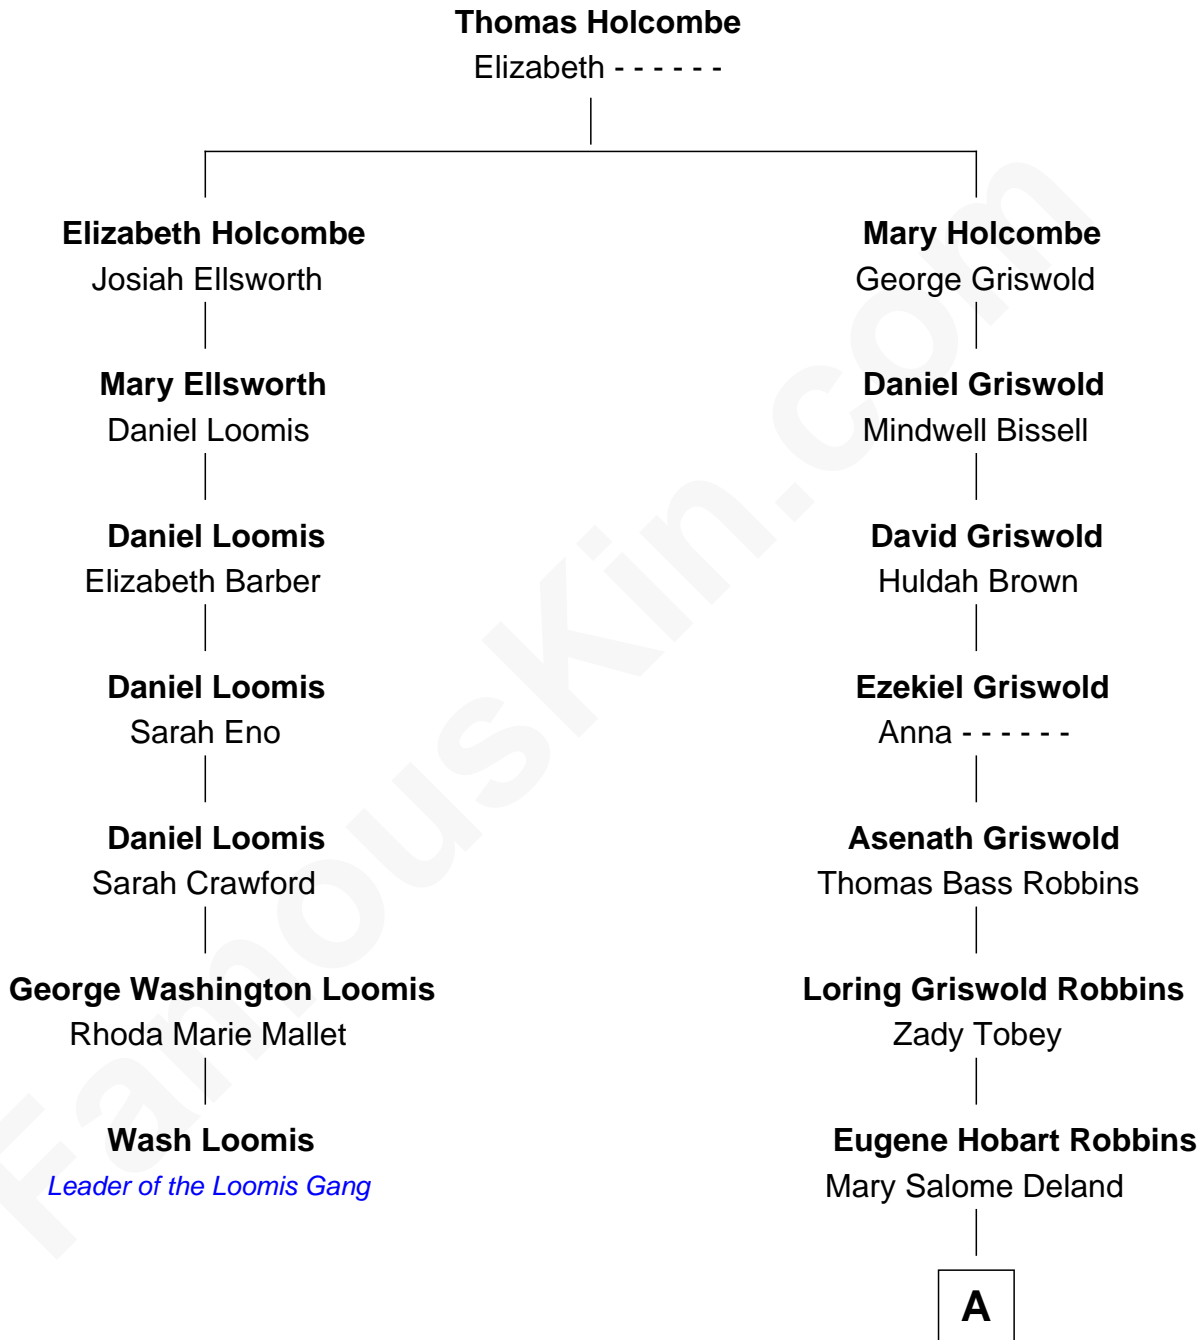 Thomas Holcombe
Elizabeth - - - - - -
Elizabeth Holcombe
Josiah Ellsworth
Mary Ellsworth
Daniel Loomis
Daniel Loomis
Elizabeth Barber
Daniel Loomis
Sarah Eno
Daniel Loomis
Sarah Crawford
George Washington Loomis
Rhoda Marie Mallet
Wash Loomis
Leader of the Loomis Gang
Mary Holcombe
George Griswold
Daniel Griswold
Mindwell Bissell
David Griswold
Huldah Brown
Ezekiel Griswold
Anna - - - - - -
Asenath Griswold
Thomas Bass Robbins
Loring Griswold Robbins
Zady Tobey
Eugene Hobart Robbins
Mary Salome Deland
A
FamousKin.com